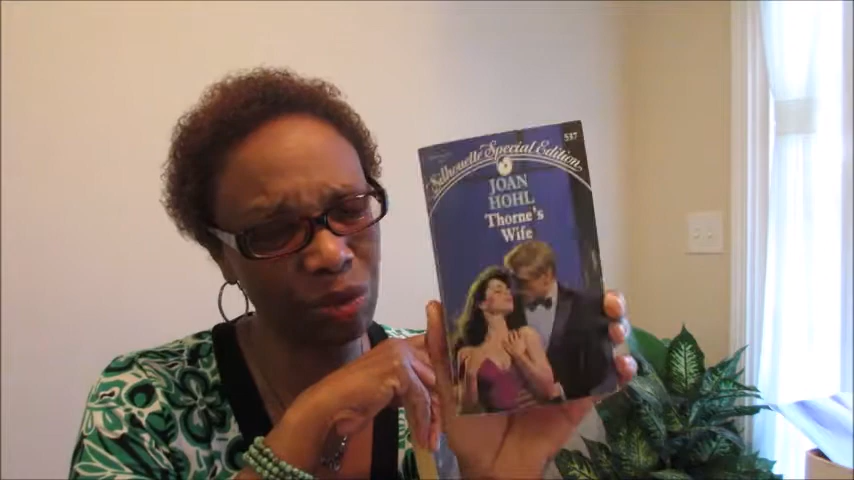 Silhouette Special Edition
537
JOAN
HOHL
Thorne's
Wife